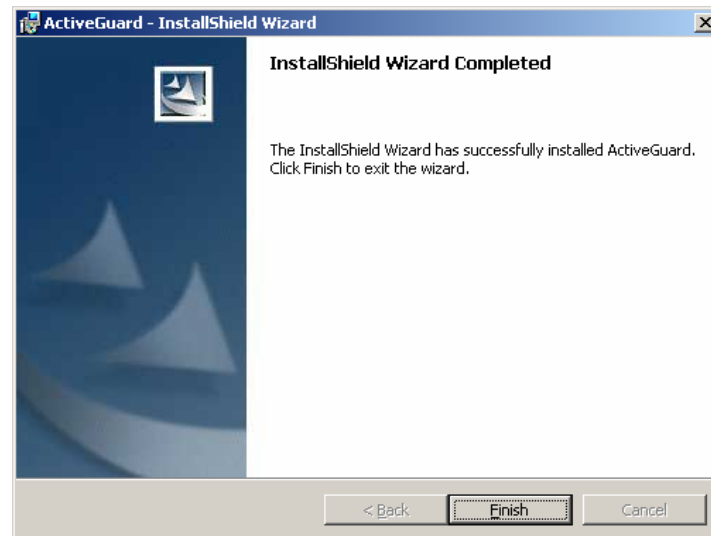 ActiveGuard - InstallShield Wizard
InstallShield Wizard Completed
The InstallShield Wizard has successfully installed ActiveGuard.
Click Finish to exit the wizard.
< Back
Finish
Cancel